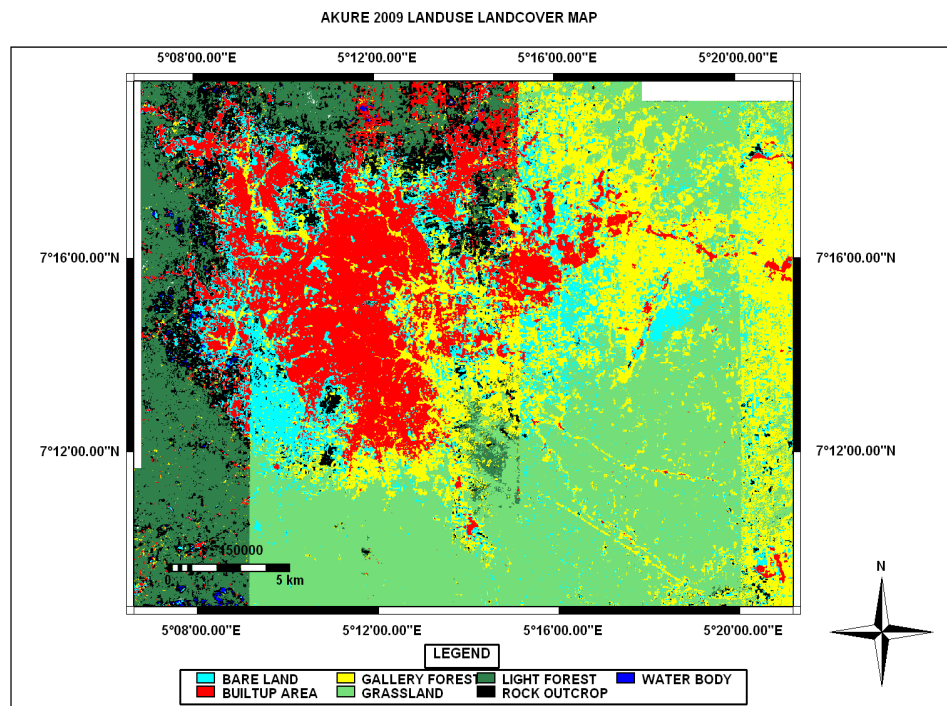 AKURE 2009 LANDUSE LANDCOVER MAP
5°08'00.00"E 5°12'00.00"E 5°16'00.00"E 5°20'00.00"E
7°16'00.00"N 7°16'00.00"N
7°12'00.00"N 7°12'00.00"N
150000
0 5 km
5°08'00.00"E 5°12'00.00"E 5°16'00.00"E 5°20'00.00"E
N
LEGEND
BARE LAND GALLERY FOREST LIGHT FOREST WATER BODY
BUILTUP AREA GRASSLAND ROCK OUTCROP